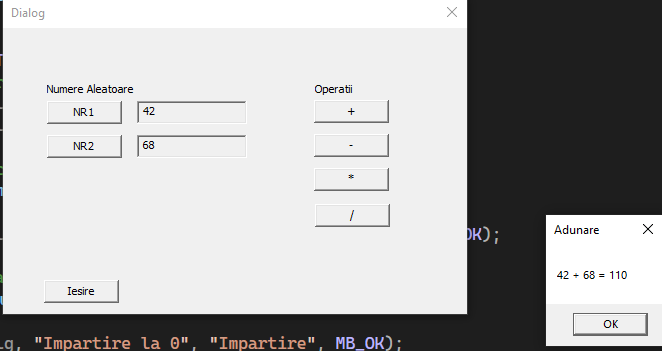 Dialog
Numere Aleatoare
Operatii
NR1
42
+
NR2
68
-
*
/
OK);
Adunare
42 + 68 = 110
Iesire
OK
lg, "Impartire la 0", "Impartire", MB_OK);